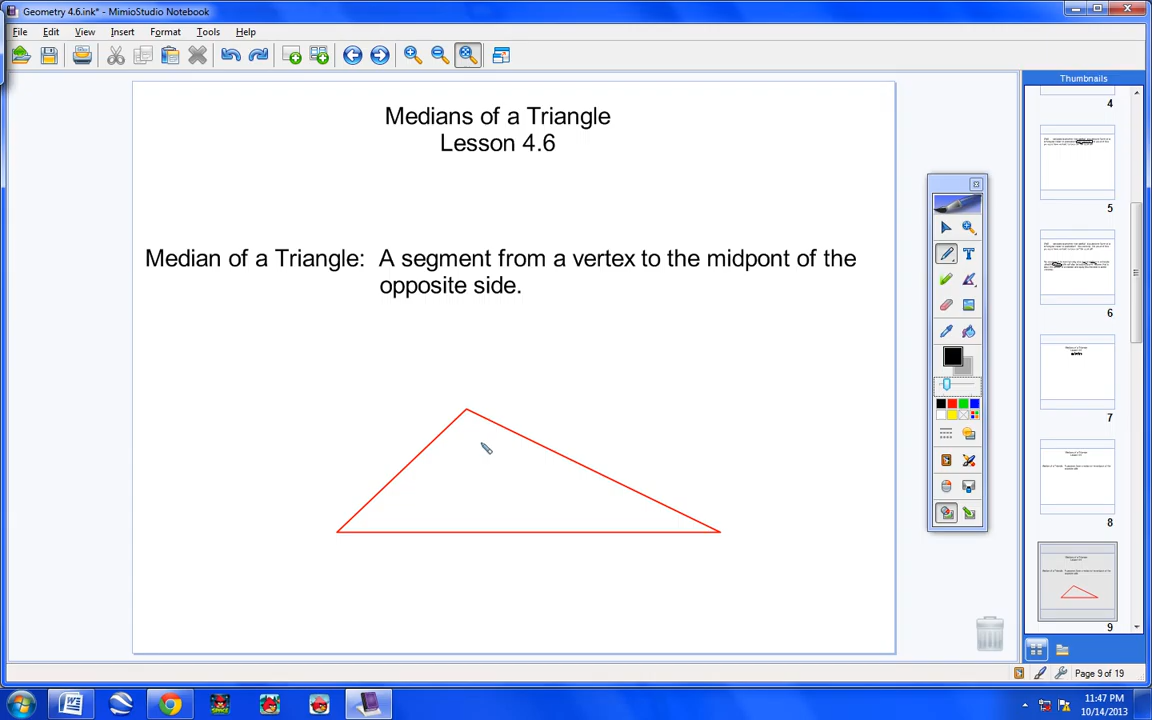 Geometry 4.6.ink* - MimioStudio Notebook
File Edit View Insert Format Tools Help
Thumbnails
Medians of a Triangle
Lesson 4.6
Median of a Triangle: A segment from a vertex to the midpont of the
opposite side.
4
5
6
7
8
9
Page 9 of 19
11:47 PM
10/14/2013